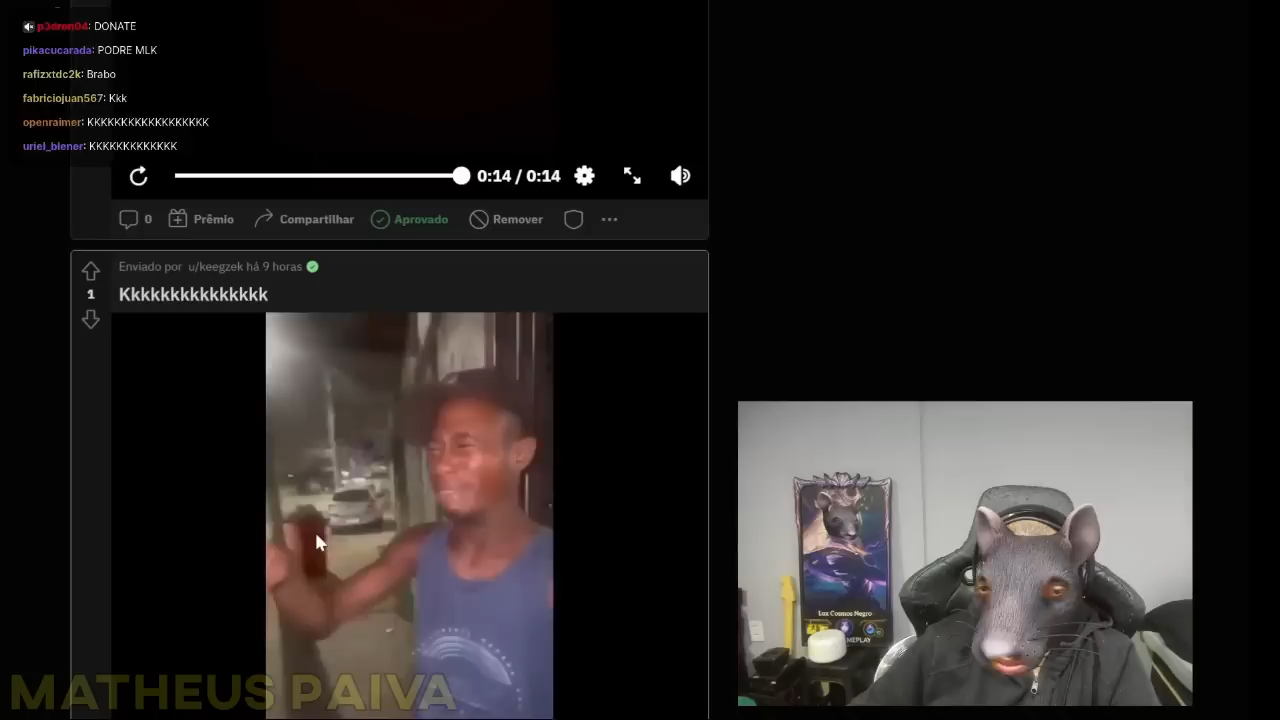 p3dron04: DONATE
pikacucarada: PODRE MLK
rafizxtdc2k: Brabo
fabriciojuan567: Kkk
openraimer: KKKKKKKKKKKKKKKKKK
uriel_biener: KKKKKKKKKKKKK
0:14 / 0:14
0 Prêmio Compartilhar Aprovado Remover
Enviado por u/keegzek há 9 horas
1
Kkkkkkkkkkkkkkk
Lux Cosmos Negro
MEPLAY
MATHEUS PAIVA